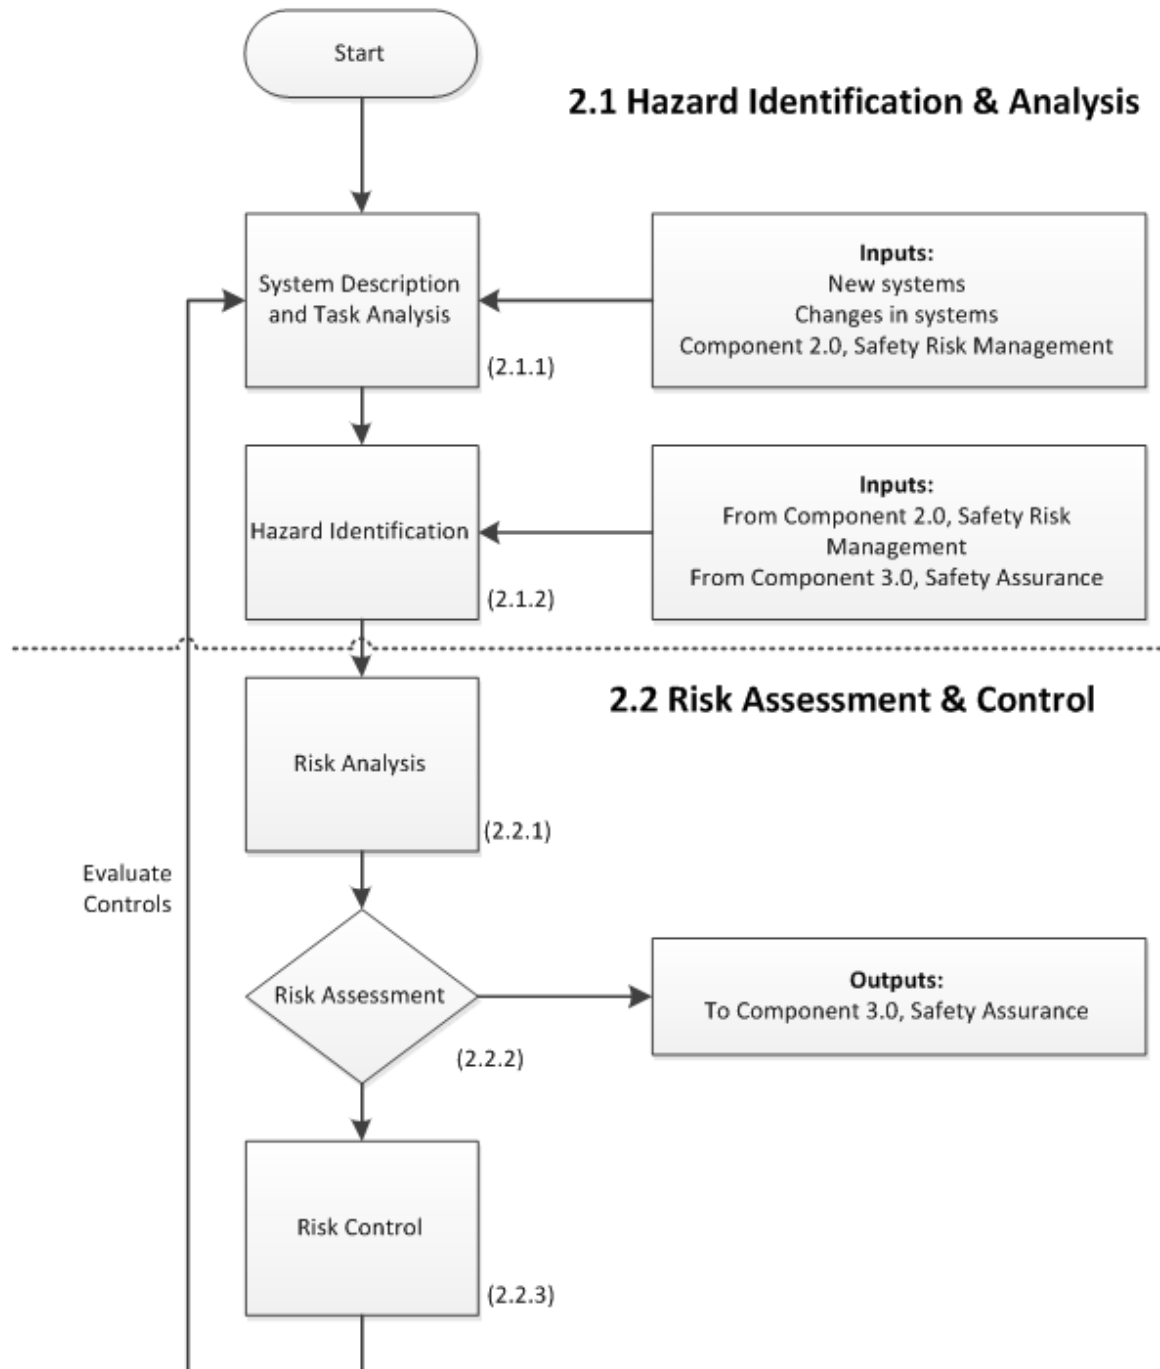 Start
2.1 Hazard Identification & Analysis
System Description
and Task Analysis
(2.1.1)
Inputs:
New systems
Changes in systems
Component 2.0, Safety Risk Management
Hazard Identification
(2.1.2)
Inputs:
From Component 2.0, Safety Risk
Management
From Component 3.0, Safety Assurance
2.2 Risk Assessment & Control
Risk Analysis
(2.2.1)
Evaluate
Controls
Risk Assessment
(2.2.2)
Outputs:
To Component 3.0, Safety Assurance
Risk Control
(2.2.3)